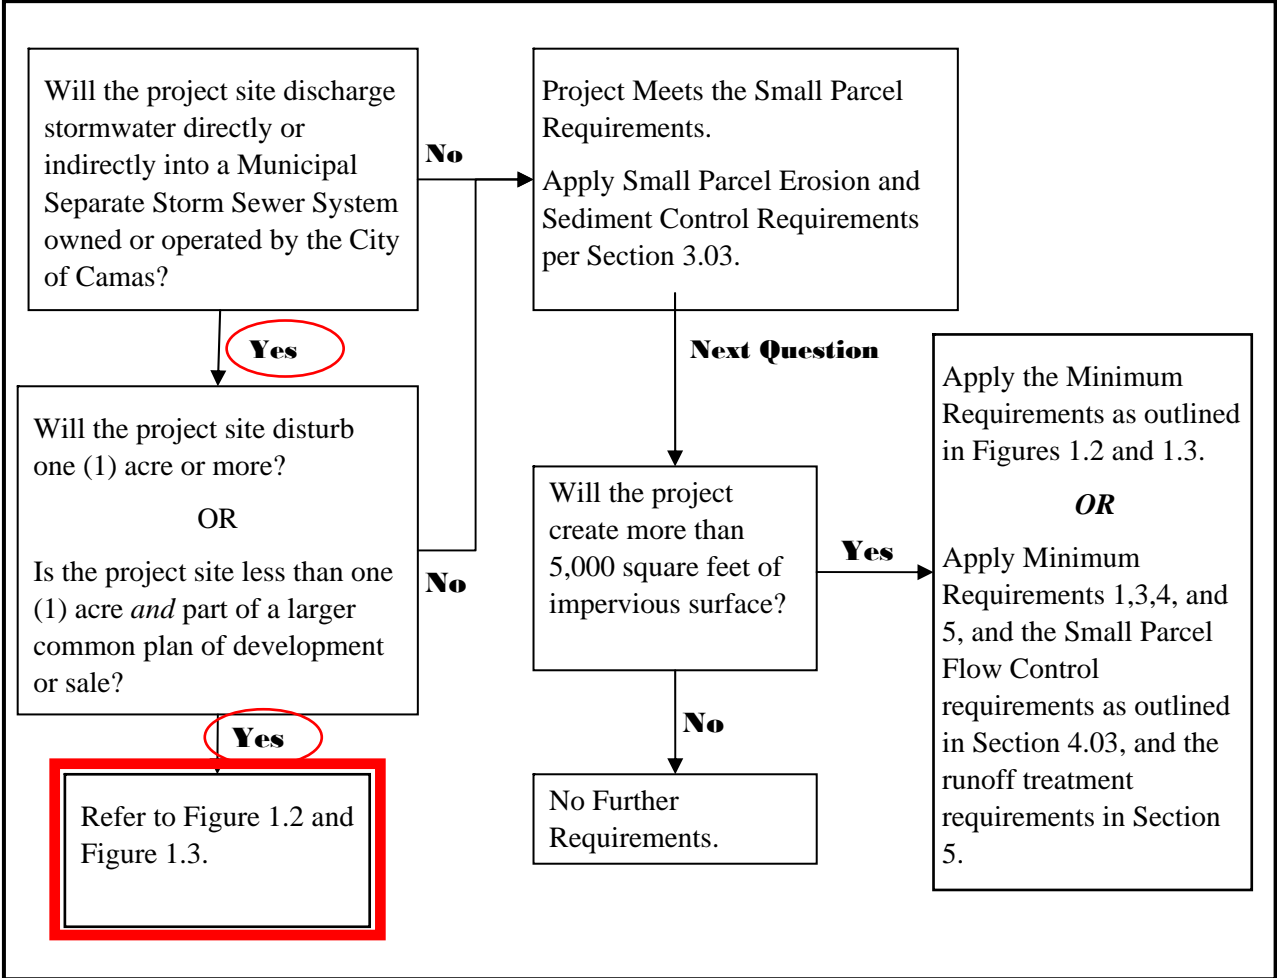 Will the project site discharge
stormwater directly or
indirectly into a Municipal
Separate Storm Sewer System
owned or operated by the City
of Camas?
No
Project Meets the Small Parcel
Requirements.
Apply Small Parcel Erosion and
Sediment Control Requirements
per Section 3.03.
Yes
Next Question
Will the project site disturb
one (1) acre or more?
OR
Is the project site less than one
(1) acre and part of a larger
common plan of development
or sale?
No
Will the project
create more than
5,000 square feet of
impervious surface?
Yes
Apply the Minimum
Requirements as outlined
in Figures 1.2 and 1.3.
OR
Apply Minimum
Requirements 1,3,4, and
5, and the Small Parcel
Flow Control
requirements as outlined
in Section 4.03, and the
runoff treatment
requirements in Section
5.
Yes
No
Refer to Figure 1.2 and
Figure 1.3.
No Further
Requirements.